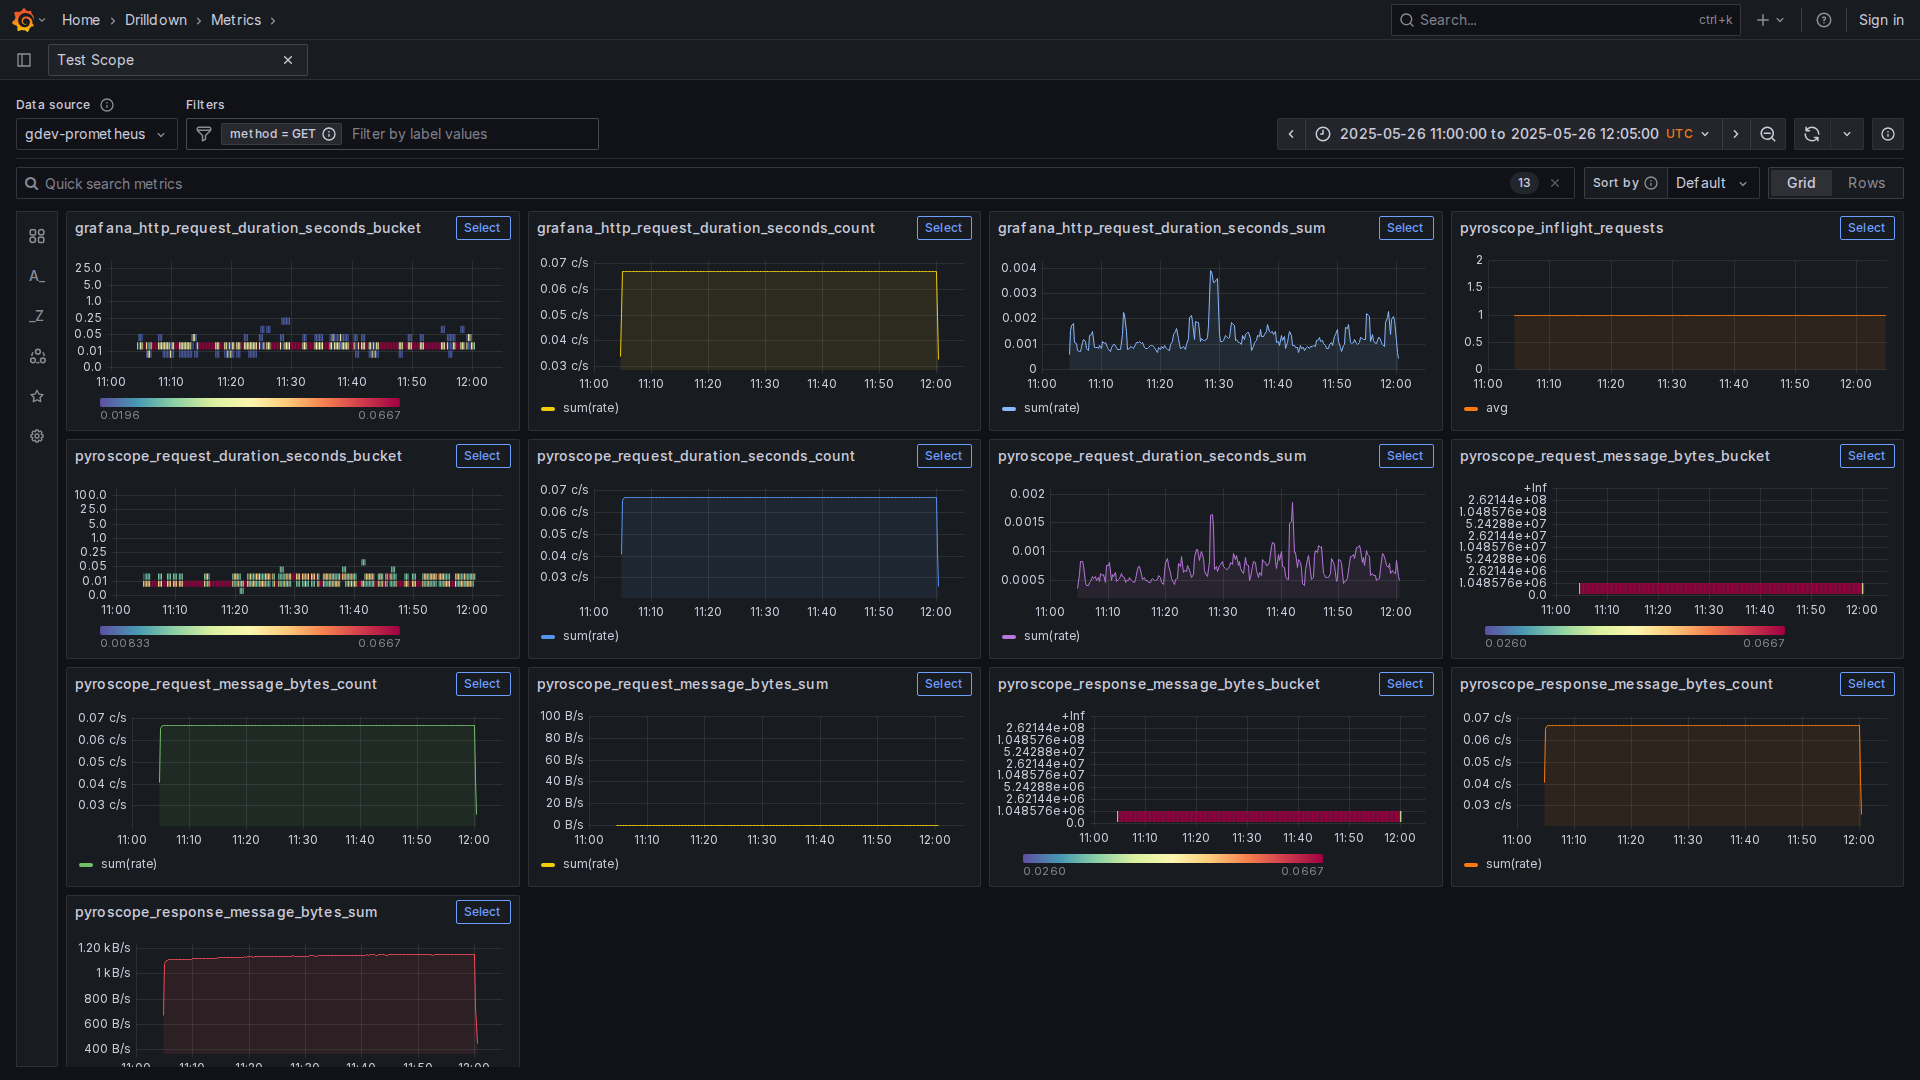 Home › Drilldown › Metrics ›
Search...
ctrl+k
Sign in
Test Scope
Data source
Filters
gdev-prometheus
method = GET
Filter by label values
2025-05-26 11:00:00 to 2025-05-26 12:05:00 UTC
Quick search metrics
13
Sort by
Default
Grid
Rows
A_
_Z
grafana_http_request_duration_seconds_bucket
Select
25.0
5.0
1.0
0.25
0.05
0.01
0.0
11:00 11:10 11:20 11:30 11:40 11:50 12:00
0.0196 0.0667
grafana_http_request_duration_seconds_count
Select
0.07 c/s
0.06 c/s
0.05 c/s
0.04 c/s
0.03 c/s
11:00 11:10 11:20 11:30 11:40 11:50 12:00
sum(rate)
grafana_http_request_duration_seconds_sum
Select
0.004
0.003
0.002
0.001
0
11:00 11:10 11:20 11:30 11:40 11:50 12:00
sum(rate)
pyroscope_inflight_requests
Select
2
1.5
1
0.5
0
11:00 11:10 11:20 11:30 11:40 11:50 12:00
avg
pyroscope_request_duration_seconds_bucket
Select
100.0
25.0
5.0
1.0
0.25
0.05
0.01
0.0
11:00 11:10 11:20 11:30 11:40 11:50 12:00
0.00833 0.0667
pyroscope_request_duration_seconds_count
Select
0.07 c/s
0.06 c/s
0.05 c/s
0.04 c/s
0.03 c/s
11:00 11:10 11:20 11:30 11:40 11:50 12:00
sum(rate)
pyroscope_request_duration_seconds_sum
Select
0.002
0.0015
0.001
0.0005
11:00 11:10 11:20 11:30 11:40 11:50 12:00
sum(rate)
pyroscope_request_message_bytes_bucket
Select
+Inf
2.62144e+08
1.048576e+08
5.24288e+07
2.62144e+07
1.048576e+07
5.24288e+06
2.62144e+06
1.048576e+06
0.0
11:00 11:10 11:20 11:30 11:40 11:50 12:00
0.0260 0.0667
pyroscope_request_message_bytes_count
Select
0.07 c/s
0.06 c/s
0.05 c/s
0.04 c/s
0.03 c/s
11:00 11:10 11:20 11:30 11:40 11:50 12:00
sum(rate)
pyroscope_request_message_bytes_sum
Select
100 B/s
80 B/s
60 B/s
40 B/s
20 B/s
0 B/s
11:00 11:10 11:20 11:30 11:40 11:50 12:00
sum(rate)
pyroscope_response_message_bytes_bucket
Select
+Inf
2.62144e+08
1.048576e+08
5.24288e+07
2.62144e+07
1.048576e+07
5.24288e+06
2.62144e+06
1.048576e+06
0.0
11:00 11:10 11:20 11:30 11:40 11:50 12:00
0.0260 0.0667
pyroscope_response_message_bytes_count
Select
0.07 c/s
0.06 c/s
0.05 c/s
0.04 c/s
0.03 c/s
11:00 11:10 11:20 11:30 11:40 11:50 12:00
sum(rate)
pyroscope_response_message_bytes_sum
Select
1.20 kB/s
1 kB/s
800 B/s
600 B/s
400 B/s
11:00 11:10 11:20 11:30 11:40 11:50 12:00